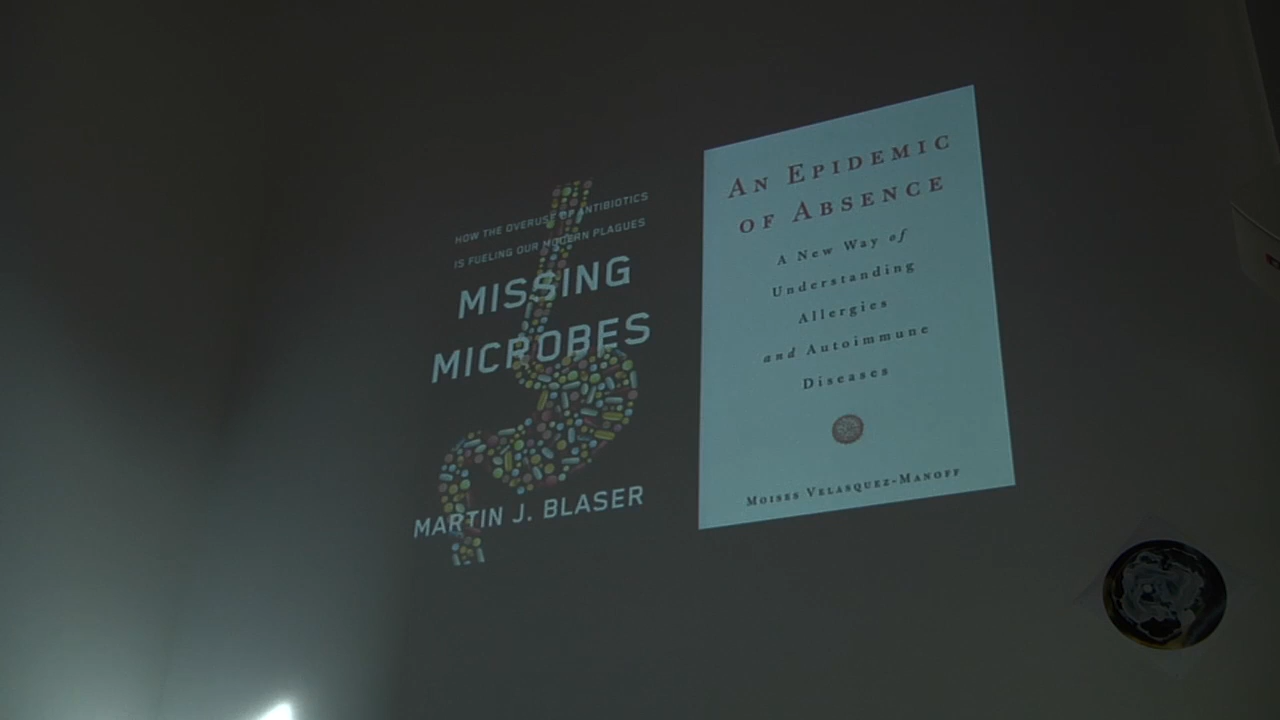 HOW THE OVERUSE OF ANTIBIOTICS
IS FUELING OUR MODERN PLAGUES
MISSING
MICROBES
MARTIN J. BLASER
AN EPIDEMIC
OF ABSENCE
A New Way of
Understanding
Allergies
and Autoimmune
Diseases
MOISES VELASQUEZ-MANOFF